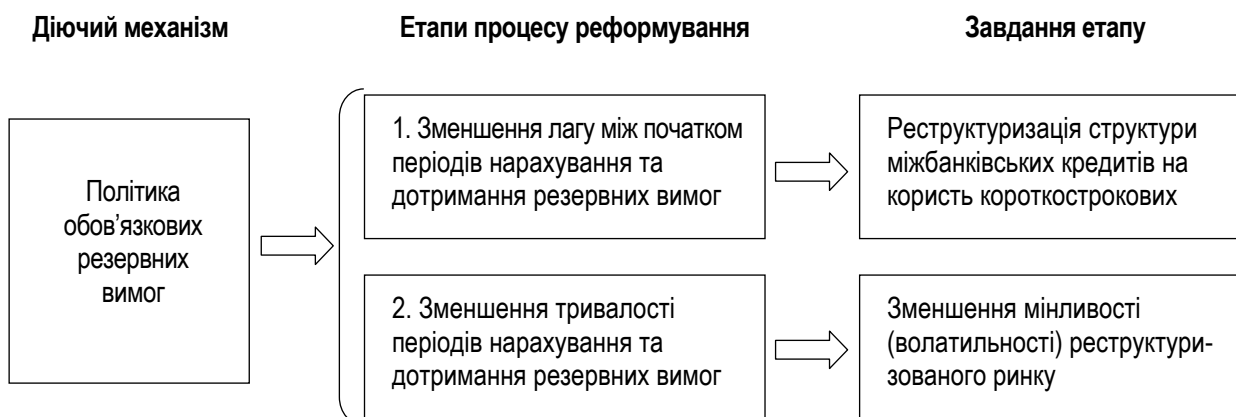 Діючий механізм
Етапи процесу реформування
Завдання етапу
Політика
обов’язкових
резервних
вимог
1. Зменшення лагу між початком
періодів нарахування та
дотримання резервних вимог
Реструктуризація структури
міжбанківських кредитів на
користь короткострокових
2. Зменшення тривалості
періодів нарахування та
дотримання резервних вимог
Зменшення мінливості
(волатильності) реструктури-
зованого ринку